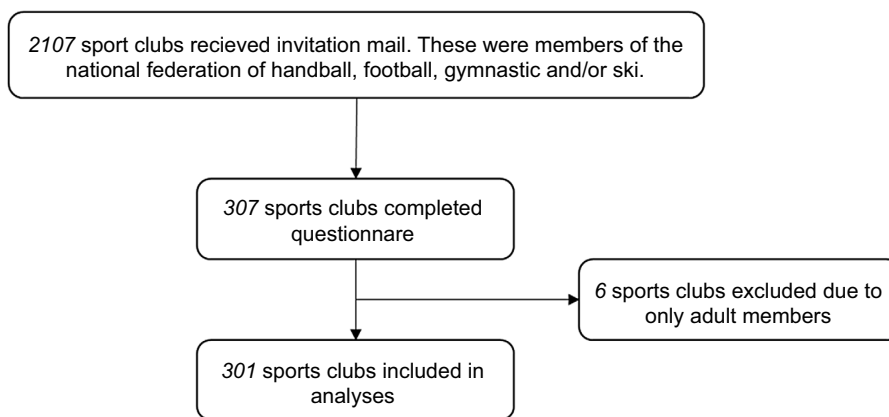 2107 sport clubs recieved invitation mail. These were members of the
national federation of handball, football, gymnastic and/or ski.
307 sports clubs completed
questionnare
6 sports clubs excluded due to
only adult members
301 sports clubs included in
analyses